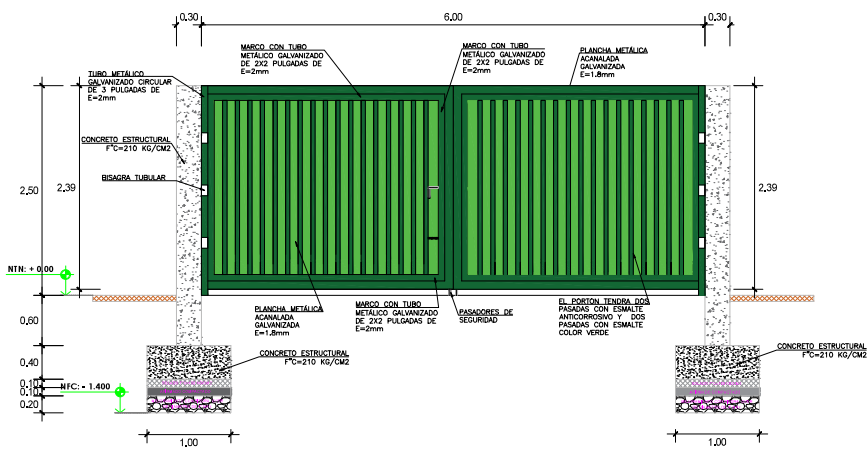 0.30
6.00
0.30
MARCO CON TUBO
METÁLICO GALVANIZADO
DE 2X2 PULGADAS DE
E=2mm
MARCO CON TUBO
METÁLICO GALVANIZADO
DE 2X2 PULGADAS DE
E=2mm
PLANCHA METÁLICA
ACANALADA
GALVANIZADA
E=1.8mm
TUBO METÁLICO
GALVANIZADO CIRCULAR
DE 3 PULGADAS DE
E=2mm
CONCRETO ESTRUCTURAL
F"C=210 KG/CM2
BISAGRA TUBULAR
2,50
2,39
2,39
NTN: + 0.00
PLANCHA METÁLICA
ACANALADA
GALVANIZADA
E=1.8mm
MARCO CON TUBO
METÁLICO GALVANIZADO
DE 2X2 PULGADAS DE
E=2mm
PASADORES DE
SEGURIDAD
EL PORTON TENDRA DOS
PASADAS CON ESMALTE
ANTICORROSIVO Y DOS
PASADAS CON ESMALTE
COLOR VERDE
0.60
0.40
0.10
0.10
0.20
NFC: - 1.400
CONCRETO ESTRUCTURAL
F"C=210 KG/CM2
CONCRETO ESTRUCTURAL
F"C=210 KG/CM2
1.00
1.00